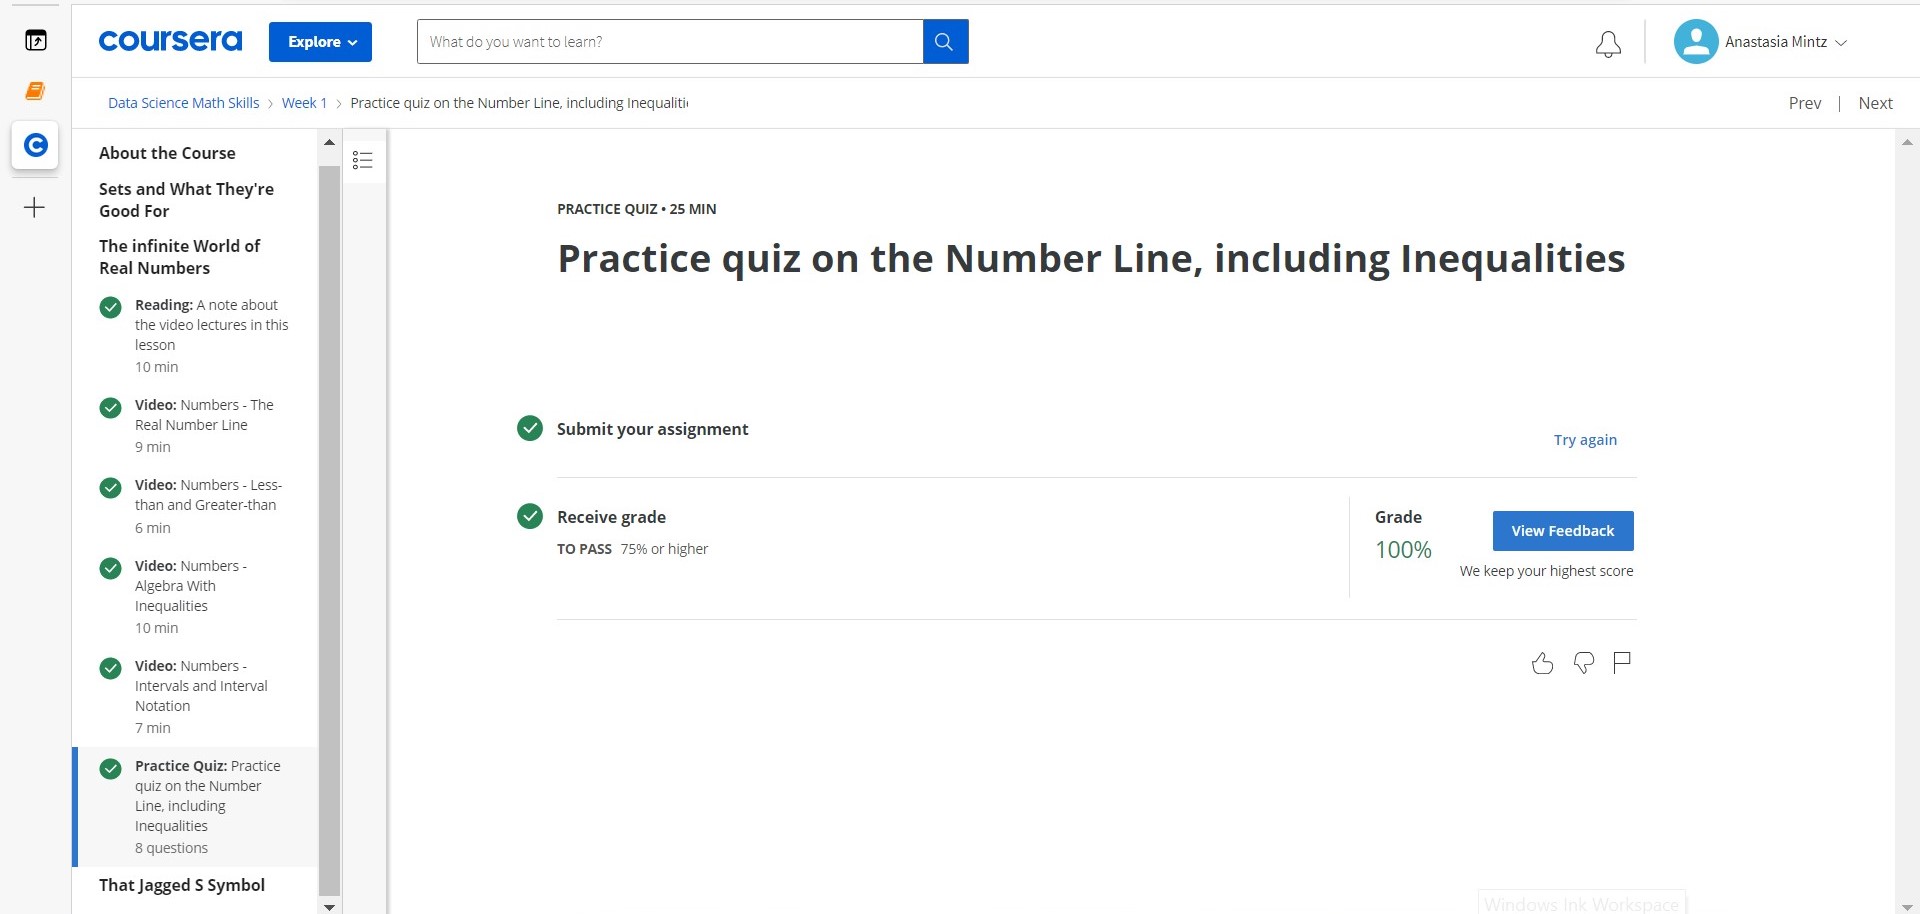 coursera
Explore
What do you want to learn?
Anastasia Mintz
Data Science Math Skills > Week 1 > Practice quiz on the Number Line, including Inequaliti
Prev | Next
About the Course
Sets and What They're
Good For
The infinite World of
Real Numbers
Reading: A note about
the video lectures in this
lesson
10 min
Video: Numbers - The
Real Number Line
9 min
Video: Numbers - Less-
than and Greater-than
6 min
Video: Numbers -
Algebra With
Inequalities
10 min
Video: Numbers -
Intervals and Interval
Notation
7 min
Practice Quiz: Practice
quiz on the Number
Line, including
Inequalities
8 questions
That Jagged S Symbol
PRACTICE QUIZ • 25 MIN
Practice quiz on the Number Line, including Inequalities
Submit your assignment
Try again
Receive grade
TO PASS 75% or higher
Grade
100%
View Feedback
We keep your highest score
Windows Ink Workspace